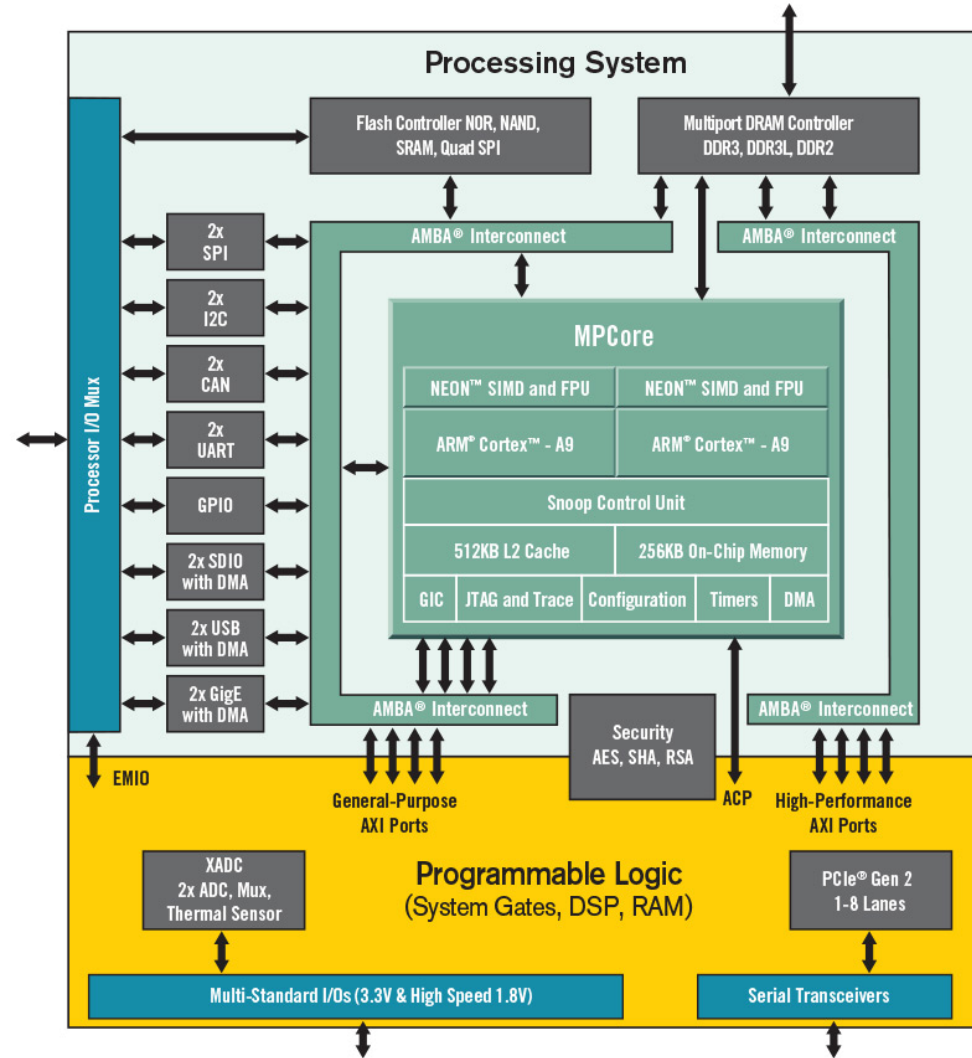 Processing System
Flash Controller NOR, NAND,
SRAM, Quad SPI
Multiport DRAM Controller
DDR3, DDR3L, DDR2
Processor I/O Mux
2x
SPI
2x
I2C
2x
CAN
2x
UART
GPIO
2x SDIO
with DMA
2x USB
with DMA
2x GigE
with DMA
AMBA® Interconnect
AMBA® Interconnect
MPCore
NEON™ SIMD and FPU
NEON™ SIMD and FPU
ARM® Cortex™ - A9
ARM® Cortex™ - A9
Snoop Control Unit
512KB L2 Cache
256KB On-Chip Memory
GIC
JTAG and Trace
Configuration
Timers
DMA
AMBA® Interconnect
AMBA® Interconnect
Security
AES, SHA, RSA
EMIO
General-Purpose
AXI Ports
ACP
High-Performance
AXI Ports
XADC
2x ADC, Mux,
Thermal Sensor
Programmable Logic
(System Gates, DSP, RAM)
PCIe® Gen 2
1-8 Lanes
Multi-Standard I/Os (3.3V & High Speed 1.8V)
Serial Transceivers